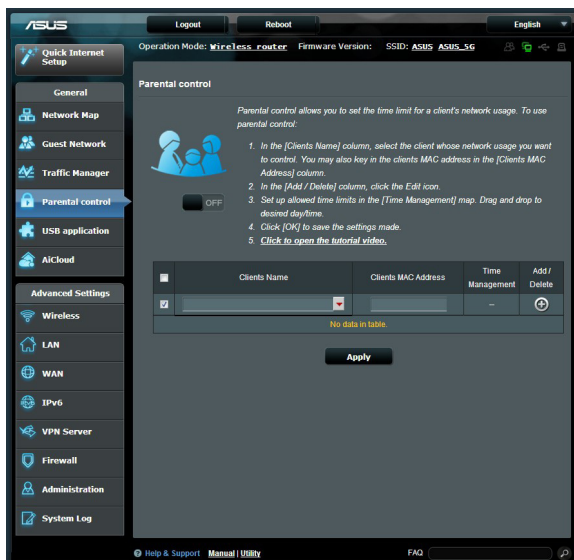 ASUS
Logout
Reboot
English
Quick Internet
Setup
Operation Mode: Wireless router Firmware Version: SSID: ASUS ASUS_5G
General
Network Map
Guest Network
Traffic Manager
Parental control
USB application
AiCloud
Advanced Settings
Wireless
LAN
WAN
IPv6
VPN Server
Firewall
Administration
System Log
Parental control
Parental control allows you to set the time limit for a client's network usage. To use
parental control:
1. In the [Clients Name] column, select the client whose network usage you want
to control. You may also key in the clients MAC address in the [Clients MAC
Address] column.
2. In the [Add / Delete] column, click the Edit icon.
3. Set up allowed time limits in the [Time Management] map. Drag and drop to
desired day/time.
4. Click [OK] to save the settings made.
5. Click to open the tutorial video.
OFF
Clients Name
Clients MAC Address
Time
Management
Add /
Delete
--
No data in table.
Apply
Help & Support Manual | Utility
FAQ